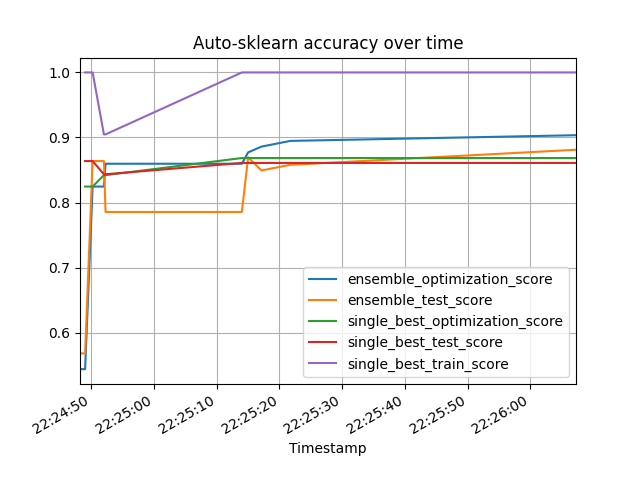 Auto-sklearn accuracy over time
1.0
0.9
0.8
0.7
0.6
ensemble_optimization_score
ensemble_test_score
single_best_optimization_score
single_best_test_score
single_best_train_score
22:24:50
22:25:00
22:25:10
22:25:20
22:25:30
22:25:40
22:25:50
22:26:00
Timestamp